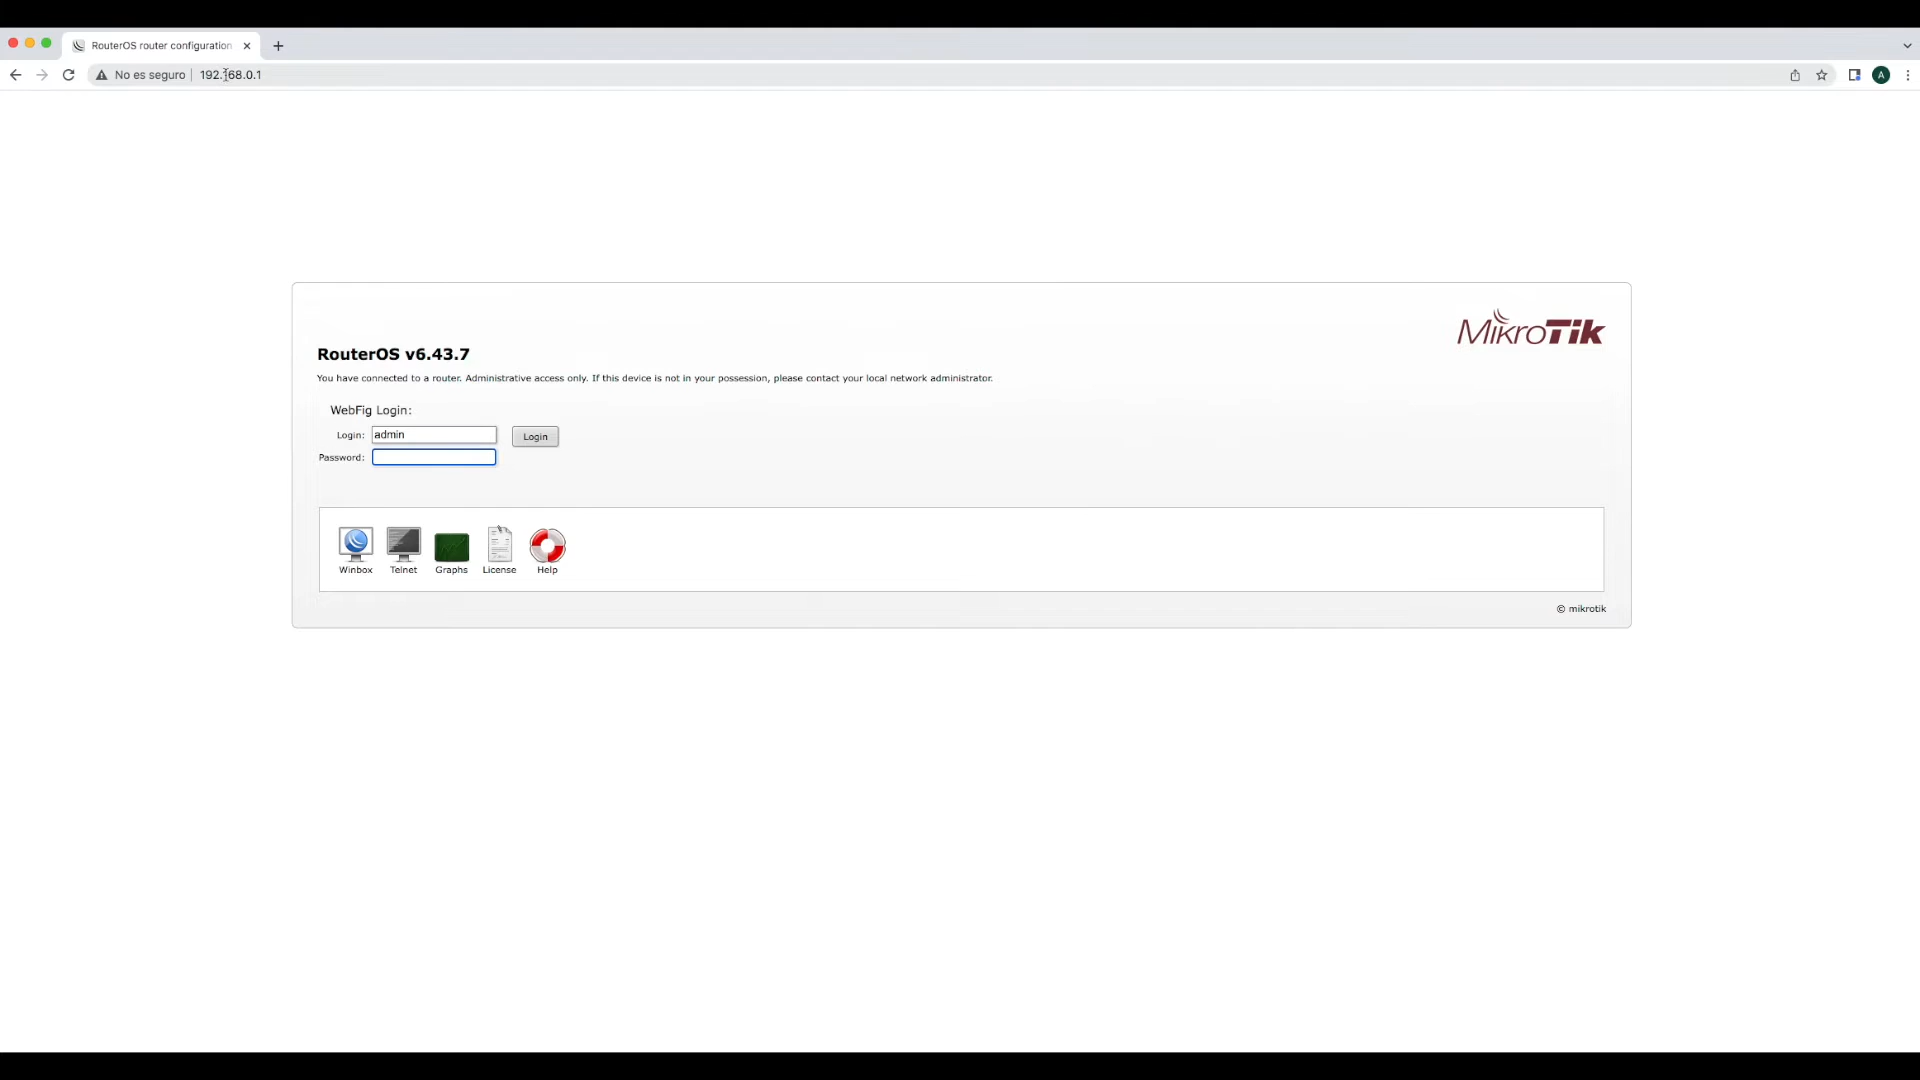 RouterOS router configuration
No es seguro 192.168.0.1
A
MikroTik
RouterOS v6.43.7
You have connected to a router. Administrative access only. If this device is not in your possession, please contact your local network administrator.
WebFig Login:
Login: admin Login
Password:
Winbox Telnet Graphs License Help
© mikrotik